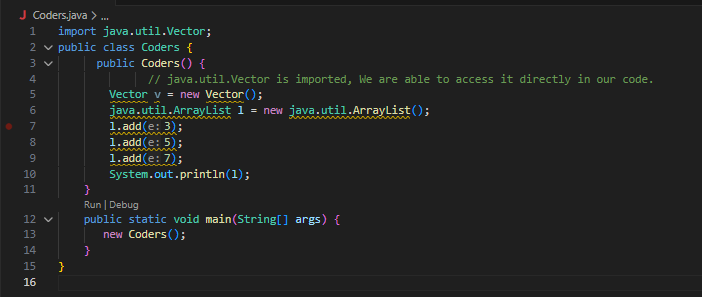 J Coders.java > ...
1 import java.util.Vector;
2 public class Coders {
3 public Coders() {
4 // java.util.Vector is imported, We are able to access it directly in our code.
5 Vector v = new Vector();
6 java.util.ArrayList l = new java.util.ArrayList();
7 l.add(e:3);
8 l.add(e:5);
9 l.add(e:7);
10 System.out.println(l);
11 }
Run | Debug
12 public static void main(String[] args) {
13 new Coders();
14 }
15 }
16